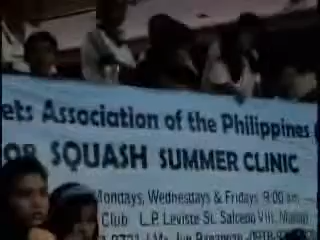 ets Association of the Philippines
OR SQUASH SUMMER CLINIC
Mondays, Wednesdays & Fridays 9:00 am
Club L.P. Leviste St. Salcedo Vill.